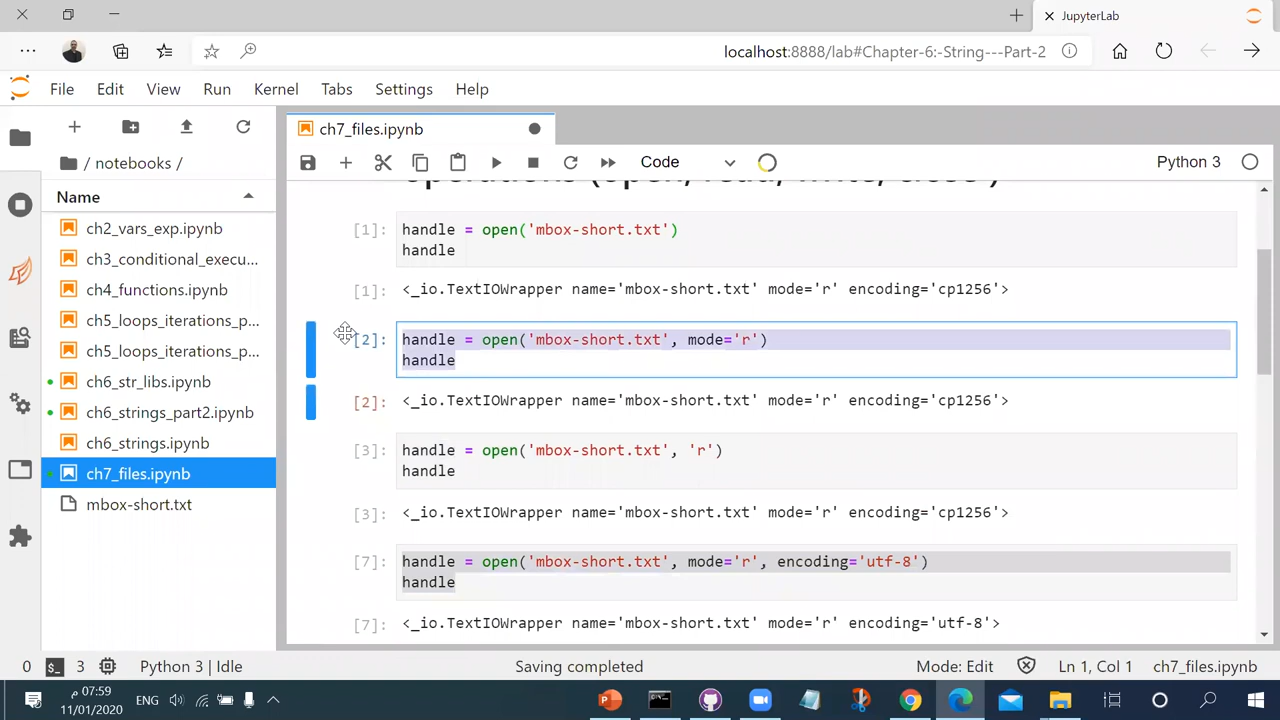 JupyterLab
localhost:8888/lab#Chapter-6:-String---Part-2
File Edit View Run Kernel Tabs Settings Help
ch7_files.ipynb
/ notebooks /
Code
Python 3
Name
ch2_vars_exp.ipynb
ch3_conditional_execu...
ch4_functions.ipynb
ch5_loops_iterations_p...
ch5_loops_iterations_p...
ch6_str_libs.ipynb
ch6_strings_part2.ipynb
ch6_strings.ipynb
ch7_files.ipynb
mbox-short.txt
operations (open, read, write, close )
[1]: handle = open('mbox-short.txt')
handle
[1]: <_io.TextIOWrapper name='mbox-short.txt' mode='r' encoding='cp1256'>
[2]: handle = open('mbox-short.txt', mode='r')
handle
[2]: <_io.TextIOWrapper name='mbox-short.txt' mode='r' encoding='cp1256'>
[3]: handle = open('mbox-short.txt', 'r')
handle
[3]: <_io.TextIOWrapper name='mbox-short.txt' mode='r' encoding='cp1256'>
[7]: handle = open('mbox-short.txt', mode='r', encoding='utf-8')
handle
[7]: <_io.TextIOWrapper name='mbox-short.txt' mode='r' encoding='utf-8'>
0 3 Python 3 | Idle Saving completed Mode: Edit Ln 1, Col 1 ch7_files.ipynb
07:59 م
11/01/2020
ENG